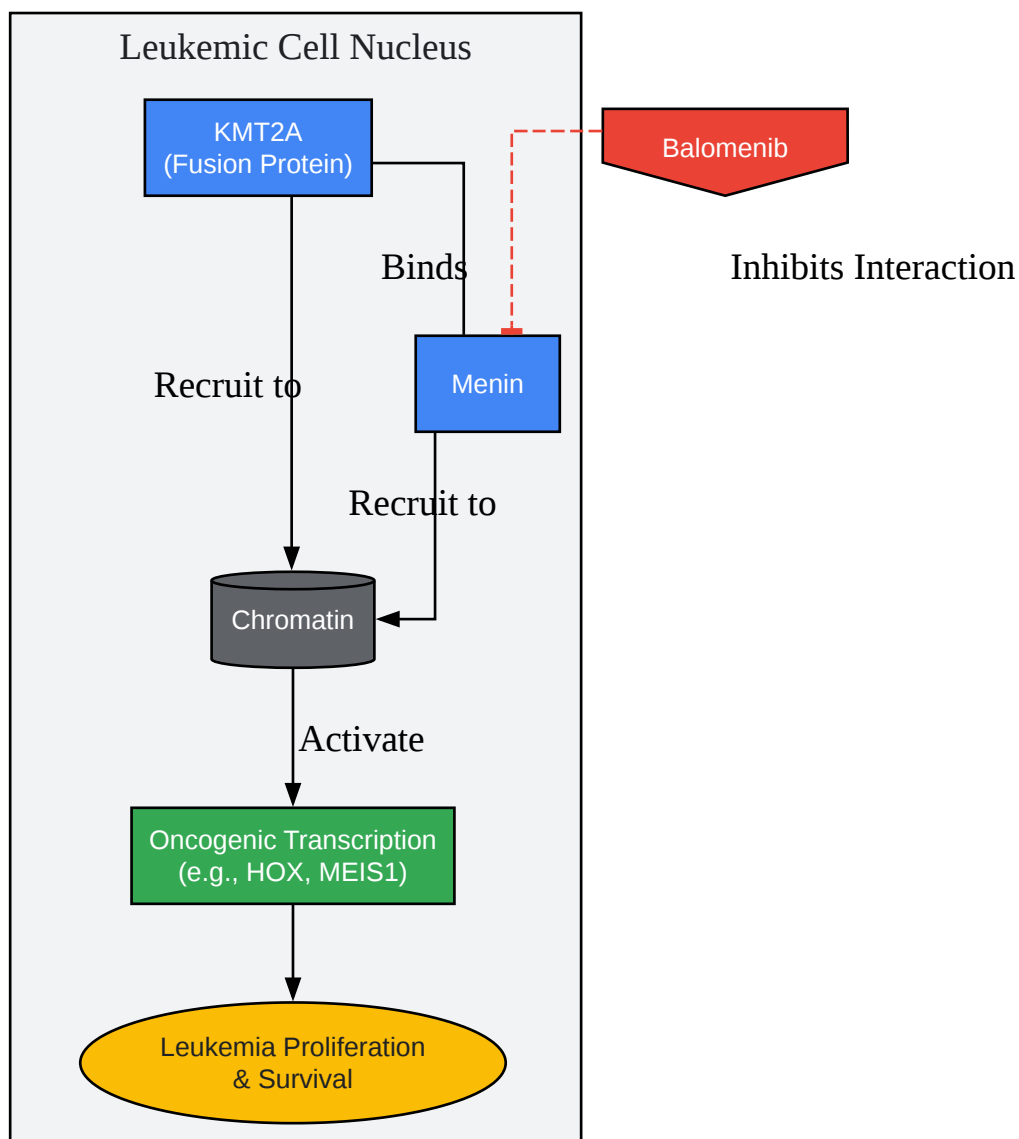 Leukemic Cell Nucleus
KMT2A
(Fusion Protein)
Balomenib
Binds
Inhibits Interaction
Recruit to
Menin
Recruit to
Chromatin
Activate
Oncogenic Transcription
(e.g., HOX, MEIS1)
Leukemia Proliferation
& Survival